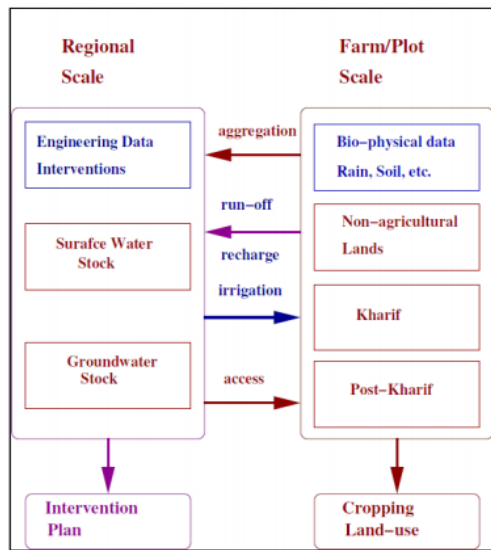 Regional
Scale
Farm/Plot
Scale
Engineering Data
Interventions
aggregation
Bio-physical data
Rain, Soil, etc.
run-off
Surafce Water
Stock
Non-agricultural
Lands
recharge
irrigation
Kharif
Groundwater
Stock
access
Post-Kharif
Intervention
Plan
Cropping
Land-use